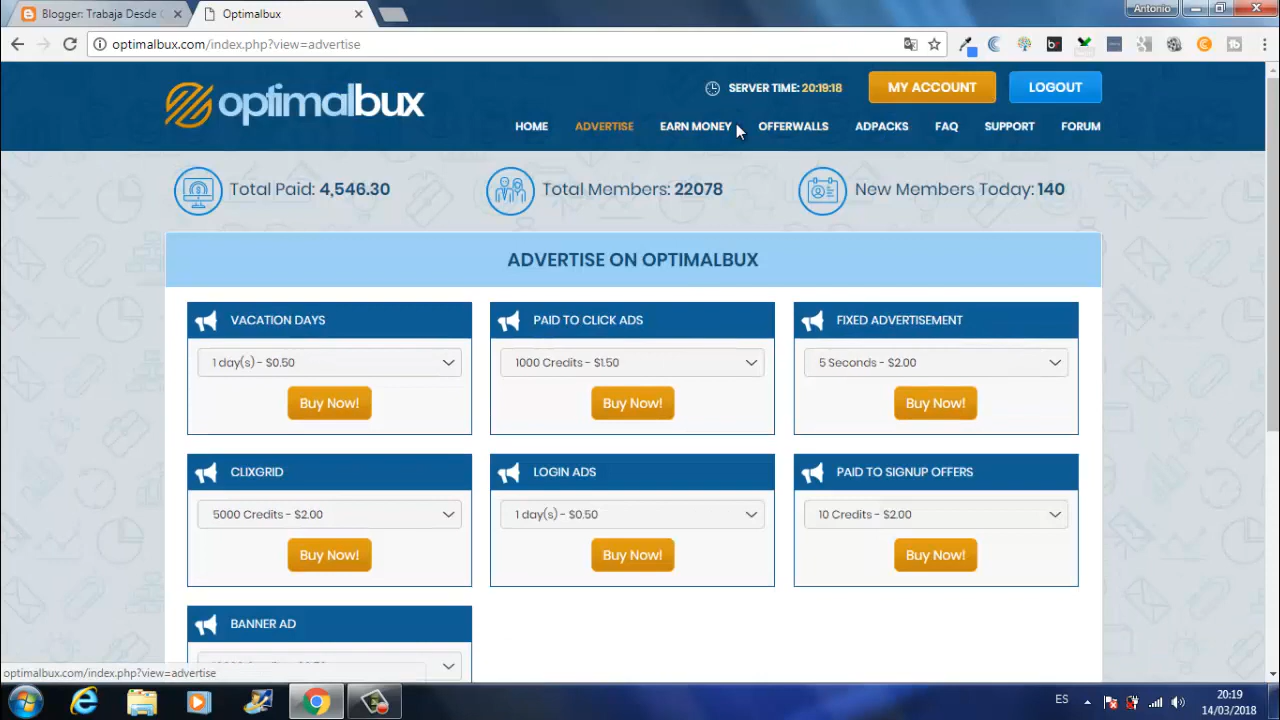 Blogger: Trabaja Desde
Optimalbux
Antonio
optimalbux.com/index.php?view=advertise
optimalbux
SERVER TIME: 20:19:18
MY ACCOUNT
LOGOUT
HOME
ADVERTISE
EARN MONEY
OFFERWALLS
ADPACKS
FAQ
SUPPORT
FORUM
Total Paid: 4,546.30
Total Members: 22078
New Members Today: 140
ADVERTISE ON OPTIMALBUX
VACATION DAYS
1 day(s) - $0.50
Buy Now!
PAID TO CLICK ADS
1000 Credits - $1.50
Buy Now!
FIXED ADVERTISEMENT
5 Seconds - $2.00
Buy Now!
CLIXGRID
5000 Credits - $2.00
Buy Now!
LOGIN ADS
1 day(s) - $0.50
Buy Now!
PAID TO SIGNUP OFFERS
10 Credits - $2.00
Buy Now!
BANNER AD
optimalbux.com/index.php?view=advertise
ES
20:19
14/03/2018